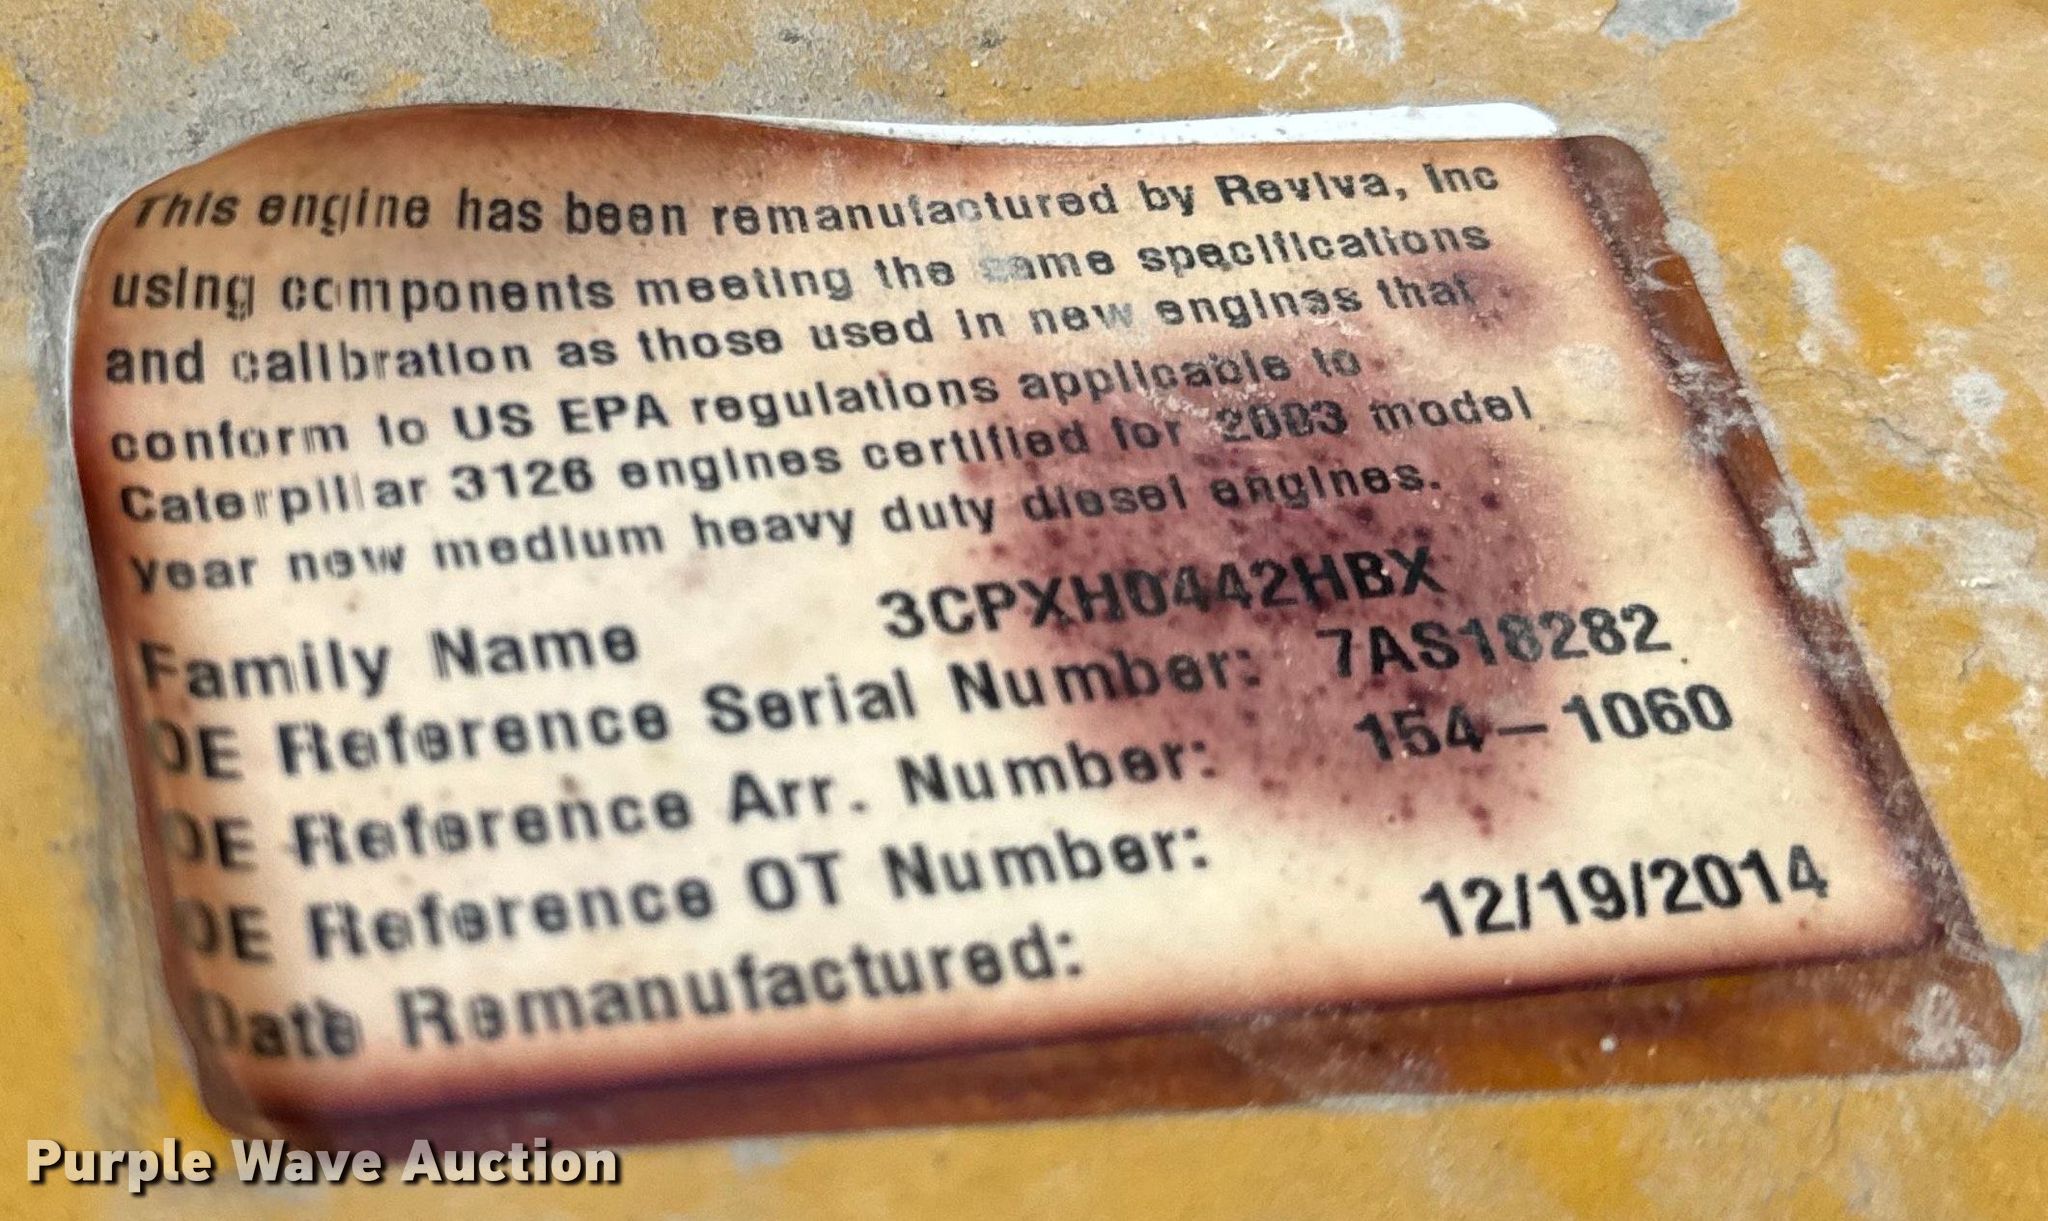 This engine has been remanufactured by Reviva, Inc
using components meeting the same specifications
and calibration as those used in new engines that
conform to US EPA regulations applicable to
Caterpillar 3126 engines certified for 2003 model
year new medium heavy duty diesel engines.
Family Name 3CPXH0442HBX
OE Reference Serial Number: 7AS18282
OE Reference Arr. Number: 154-1060
OE Reference OT Number:
Date Remanufactured: 12/19/2014
Purple Wave Auction